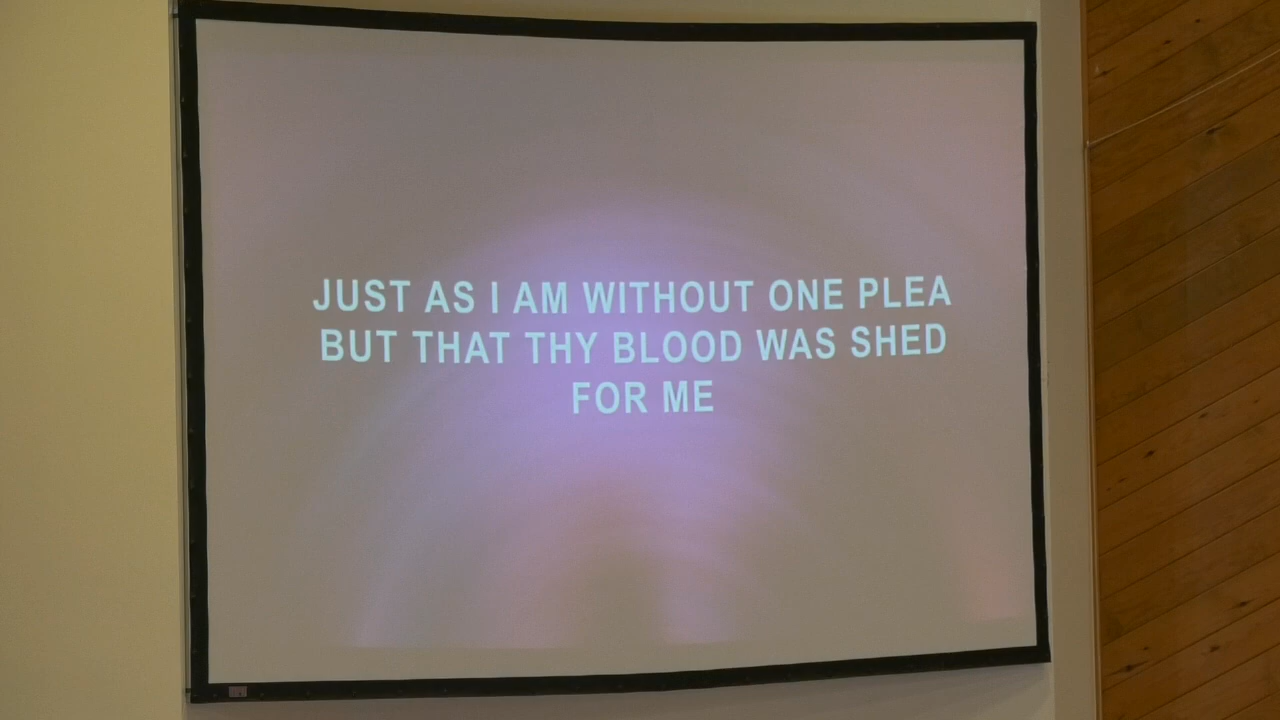 JUST AS I AM WITHOUT ONE PLEA
BUT THAT THY BLOOD WAS SHED
FOR ME